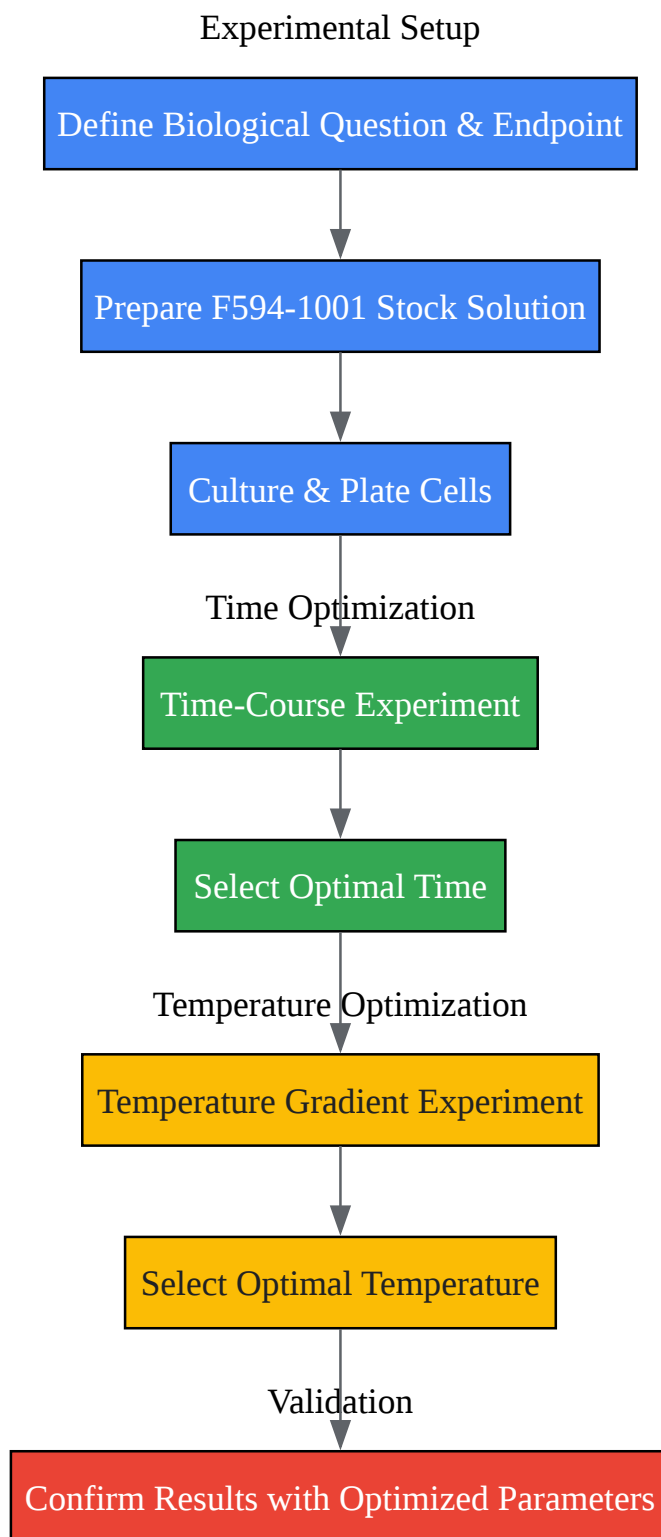 Experimental Setup
Define Biological Question & Endpoint
Prepare F594-1001 Stock Solution
Culture & Plate Cells
Time Optimization
Time-Course Experiment
Select Optimal Time
Temperature Optimization
Temperature Gradient Experiment
Select Optimal Temperature
Validation
Confirm Results with Optimized Parameters